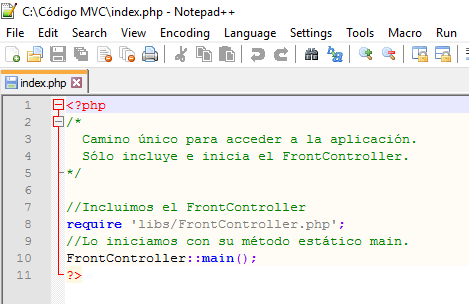 C:\Código MVC\index.php - Notepad++
File Edit Search View Encoding Language Settings Tools Macro Run
index.php
1 <?php
2 /*
3 Camino único para acceder a la aplicación.
4 Sólo incluye e inicia el FrontController.
5 */
6
7 //Incluimos el FrontController
8 require 'libs/FrontController.php';
9 //Lo iniciamos con su método estático main.
10 FrontController::main();
11 ?>